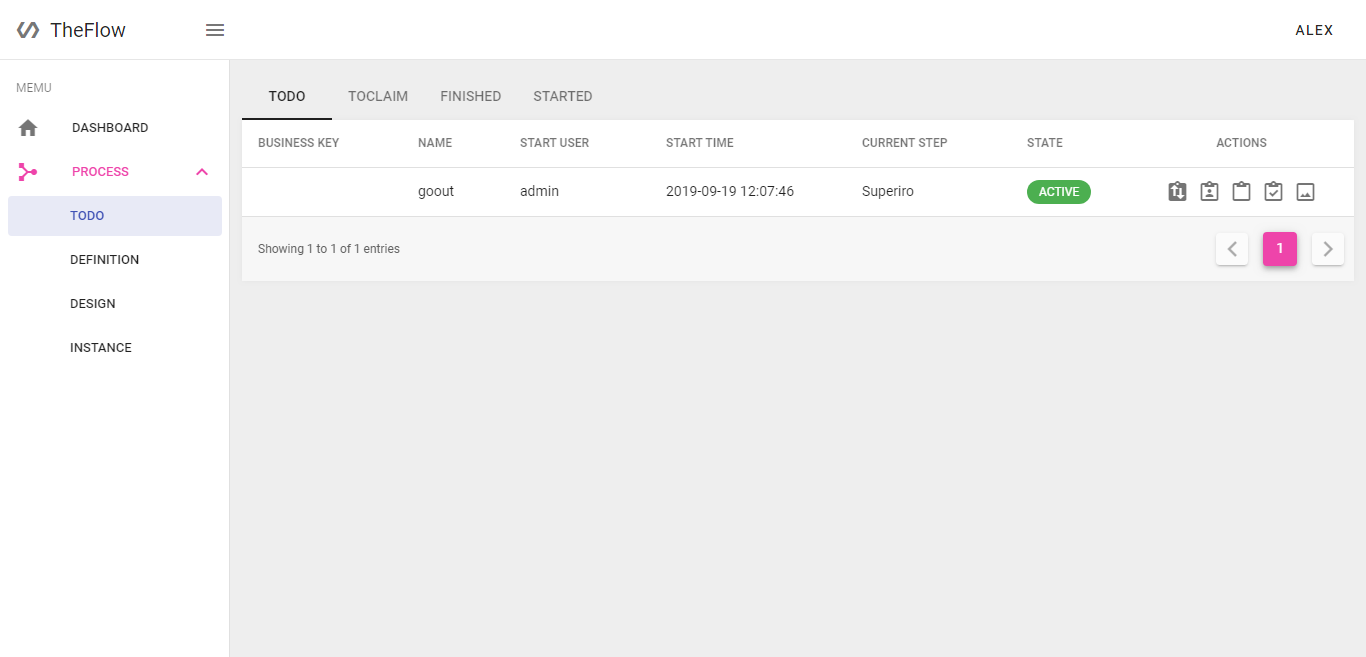 TheFlow
ALEX
MEMU
DASHBOARD
PROCESS
TODO
DEFINITION
DESIGN
INSTANCE
TODO TOCLAIM FINISHED STARTED
BUSINESS KEY NAME START USER START TIME CURRENT STEP STATE ACTIONS
goout admin 2019-09-19 12:07:46 Superiro ACTIVE
Showing 1 to 1 of 1 entries
1